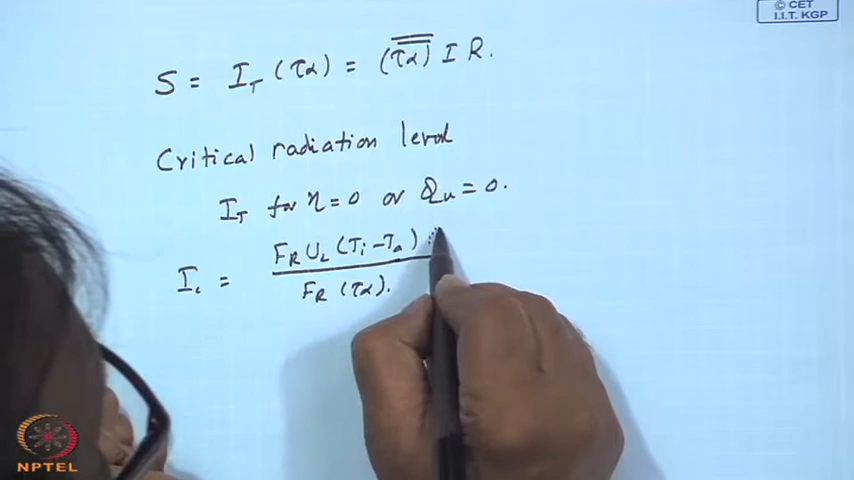 © CET
I.I.T. KGP
S = I_T (τα) = (τα) I R.
Critical radiation level
I_T for η = 0 or Q_u = 0.
I_c = F_R U_L (T_i - T_a) / F_R (τα).
NPTEL